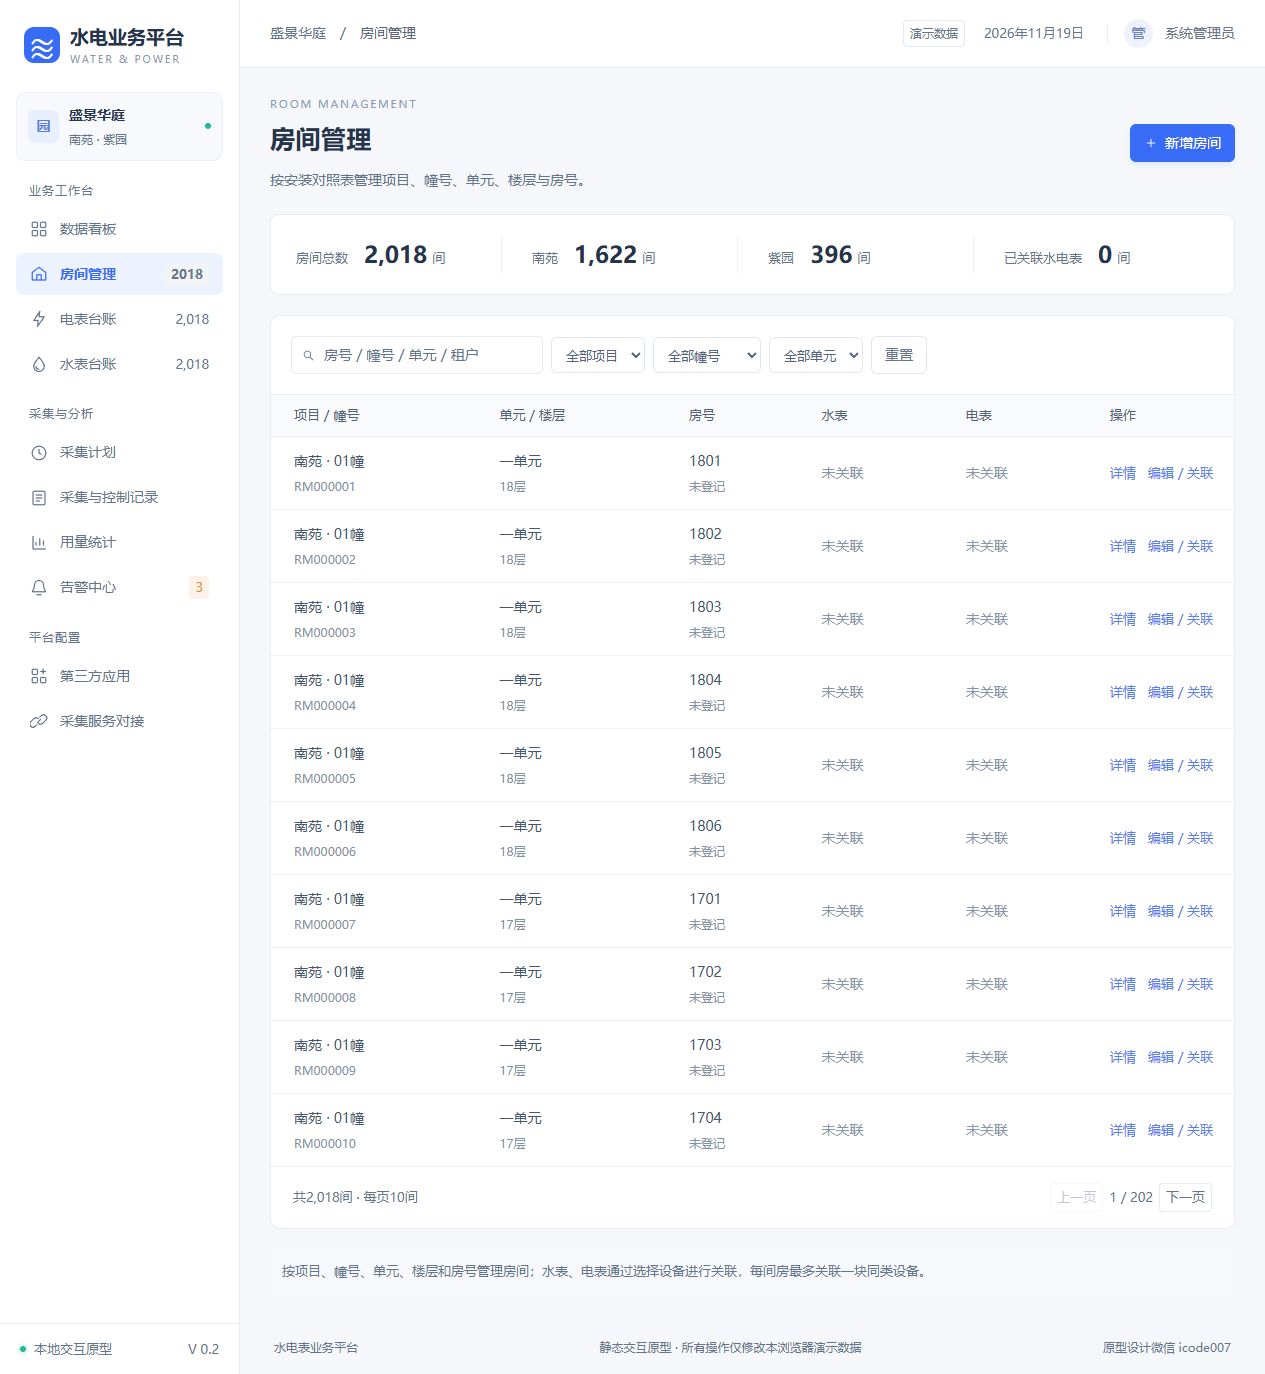 水电业务平台
WATER & POWER
园
盛景华庭
南苑 · 紫园
业务工作台
数据看板
房间管理 2018
电表台账 2,018
水表台账 2,018
采集与分析
采集计划
采集与控制记录
用量统计
告警中心 3
平台配置
第三方应用
采集服务对接
本地交互原型 V 0.2
盛景华庭 / 房间管理
演示数据 2026年11月19日 管 系统管理员
ROOM MANAGEMENT
房间管理
按安装对照表管理项目、幢号、单元、楼层与房号。
+ 新增房间
房间总数 2,018 间 南苑 1,622 间 紫园 396 间 已关联水电表 0 间
房号 / 幢号 / 单元 / 租户 全部项目 全部幢号 全部单元 重置
项目 / 幢号 单元 / 楼层 房号 水表 电表 操作
南苑 · 01幢 一单元 1801 未关联 未关联 详情 编辑 / 关联
RM000001 18层 未登记
南苑 · 01幢 一单元 1802 未关联 未关联 详情 编辑 / 关联
RM000002 18层 未登记
南苑 · 01幢 一单元 1803 未关联 未关联 详情 编辑 / 关联
RM000003 18层 未登记
南苑 · 01幢 一单元 1804 未关联 未关联 详情 编辑 / 关联
RM000004 18层 未登记
南苑 · 01幢 一单元 1805 未关联 未关联 详情 编辑 / 关联
RM000005 18层 未登记
南苑 · 01幢 一单元 1806 未关联 未关联 详情 编辑 / 关联
RM000006 18层 未登记
南苑 · 01幢 一单元 1701 未关联 未关联 详情 编辑 / 关联
RM000007 17层 未登记
南苑 · 01幢 一单元 1702 未关联 未关联 详情 编辑 / 关联
RM000008 17层 未登记
南苑 · 01幢 一单元 1703 未关联 未关联 详情 编辑 / 关联
RM000009 17层 未登记
南苑 · 01幢 一单元 1704 未关联 未关联 详情 编辑 / 关联
RM000010 17层 未登记
共2,018间 · 每页10间 上一页 1 / 202 下一页
按项目、幢号、单元、楼层和房号管理房间；水表、电表通过选择设备进行关联，每间房最多关联一块同类设备。
水电表业务平台 静态交互原型 · 所有操作仅修改本浏览器演示数据 原型设计微信 icode007